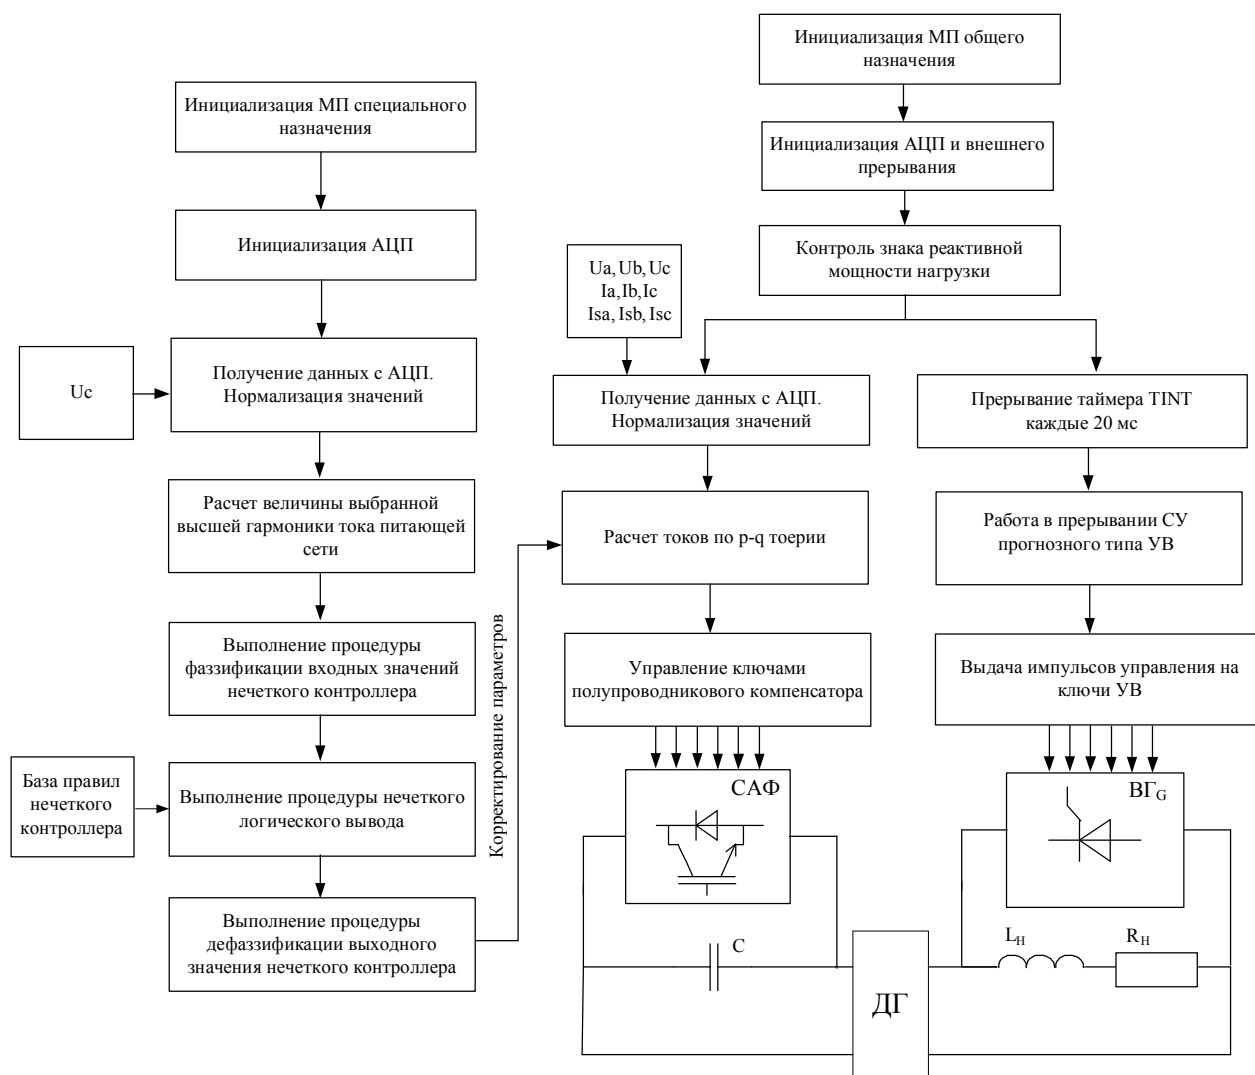 Инициализация МП специального
назначения
Инициализация АЦП
Uc
Получение данных с АЦП.
Нормализация значений
Расчет величины выбранной
высшей гармоники тока питающей
сети
Выполнение процедуры
фаззификации входных значений
нечеткого контроллера
База правил
нечеткого
контроллера
Выполнение процедуры нечеткого
логического вывода
Выполнение процедуры
дефаззификации выходного
значения нечеткого контроллера
Корректирование параметров
Инициализация МП общего
назначения
Инициализация АЦП и внешнего
прерывания
Контроль знака реактивной
мощности нагрузки
Ua, Ub, Uc
Ia,Ib,Ic
Isa, Isb, Isc
Получение данных с АЦП.
Нормализация значений
Расчет токов по p-q тоерии
Управление ключами
полупроводникового компенсатора
САФ
C
Прерывание таймера TINT
каждые 20 мс
Работа в прерывании СУ
прогнозного типа УВ
Выдача импульсов управления на
ключи УВ
ВГG
LН
RН
ДГ